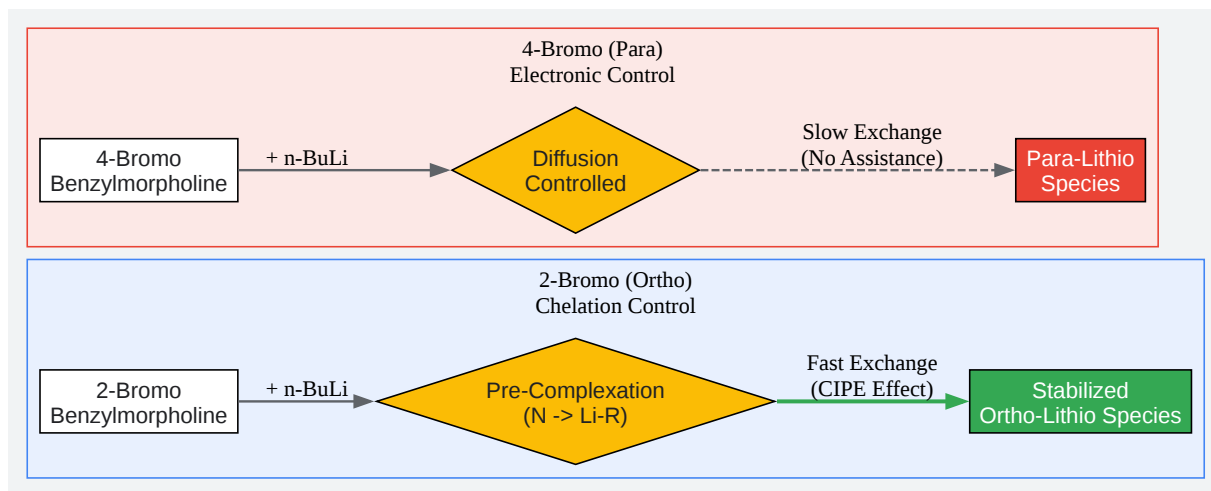 4-Bromo (Para)
Electronic Control
4-Bromo
Benzylmorpholine
+ n-BuLi
Diffusion
Controlled
Slow Exchange
(No Assistance)
Para-Lithio
Species
2-Bromo (Ortho)
Chelation Control
2-Bromo
Benzylmorpholine
+ n-BuLi
Pre-Complexation
(N -> Li-R)
Fast Exchange
(CIPE Effect)
Stabilized
Ortho-Lithio Species